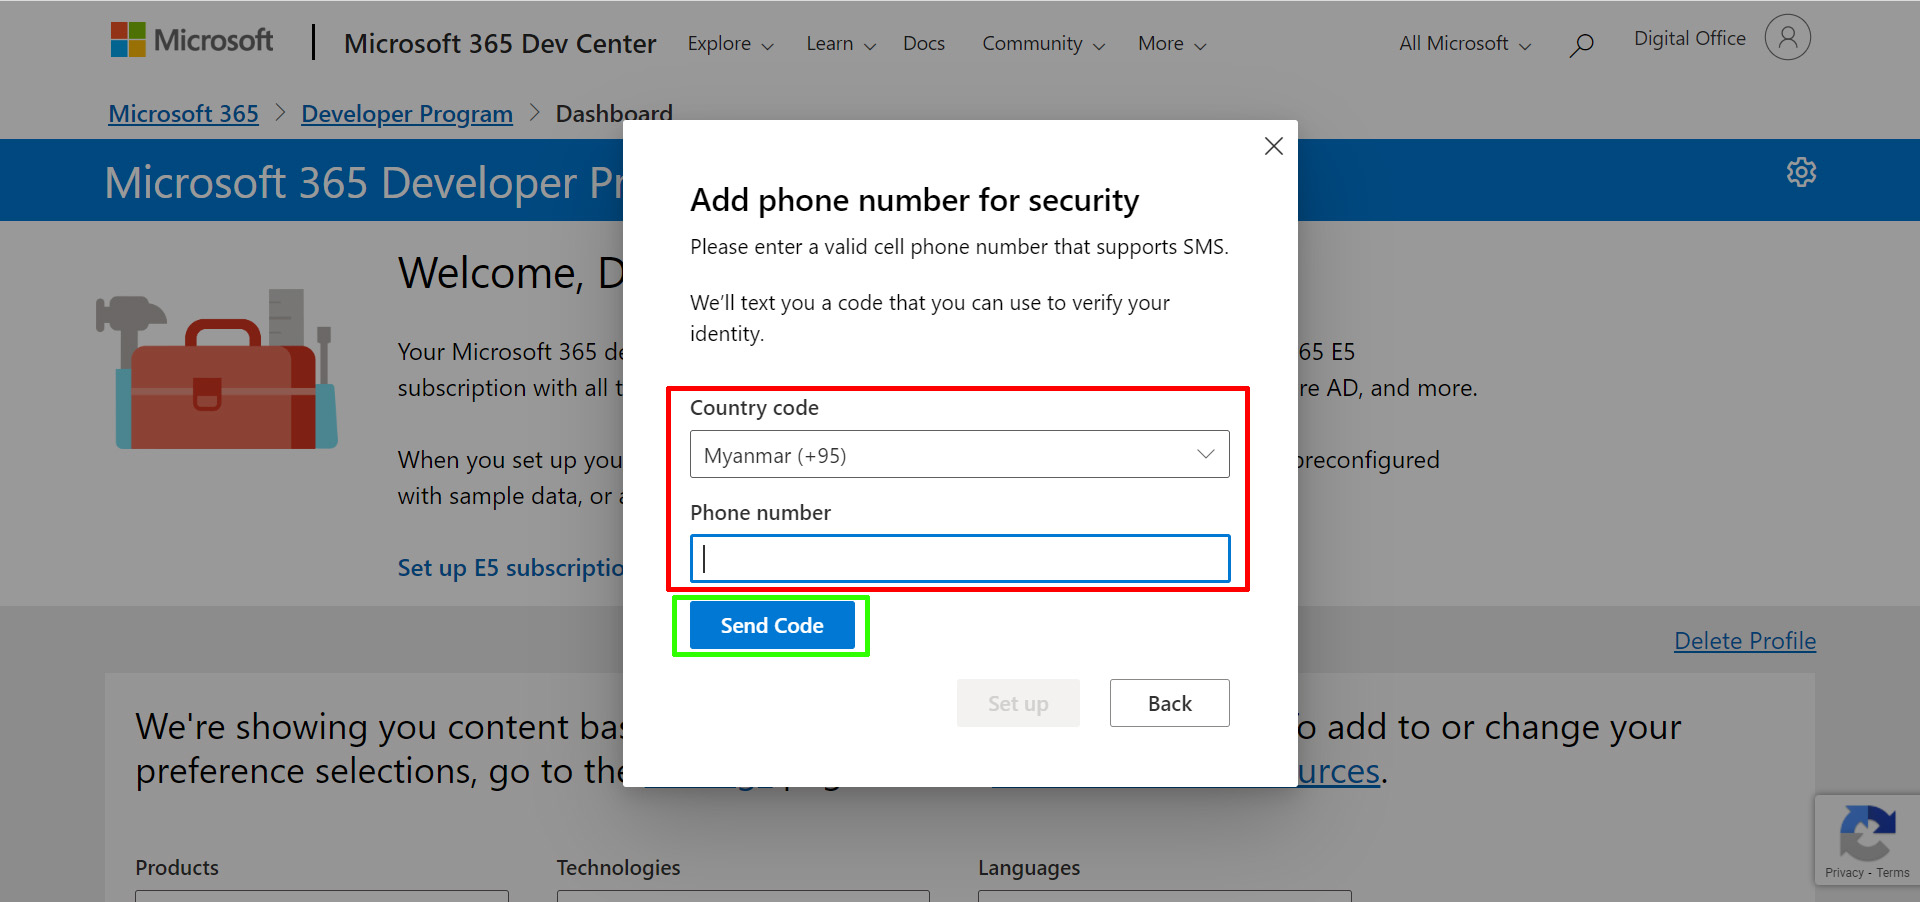 Microsoft
Microsoft 365 Dev Center
Explore
Learn
Docs
Community
More
All Microsoft
Digital Office
Microsoft 365 > Developer Program > Dashboard
Microsoft 365 Developer Pr
Welcome, D
Your Microsoft 365 de
65 E5
subscription with all t
re AD, and more.
When you set up you
preconfigured
with sample data, or a
Set up E5 subscriptio
Add phone number for security
Please enter a valid cell phone number that supports SMS.
We'll text you a code that you can use to verify your
identity.
Country code
Myanmar (+95)
Phone number
Send Code
Set up
Back
Delete Profile
We're showing you content bas
o add to or change your
preference selections, go to the
urces.
Products
Technologies
Languages
Privacy - Terms